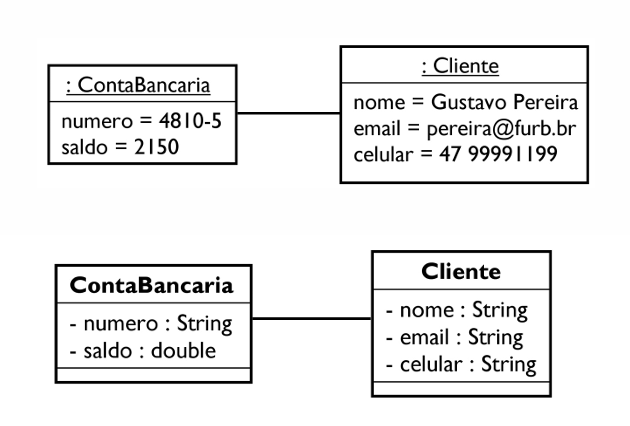 : ContaBancaria
numero = 4810-5
saldo = 2150
: Cliente
nome = Gustavo Pereira
email = pereira@furb.br
celular = 47 99991199
ContaBancaria
- numero : String
- saldo : double
Cliente
- nome : String
- email : String
- celular : String